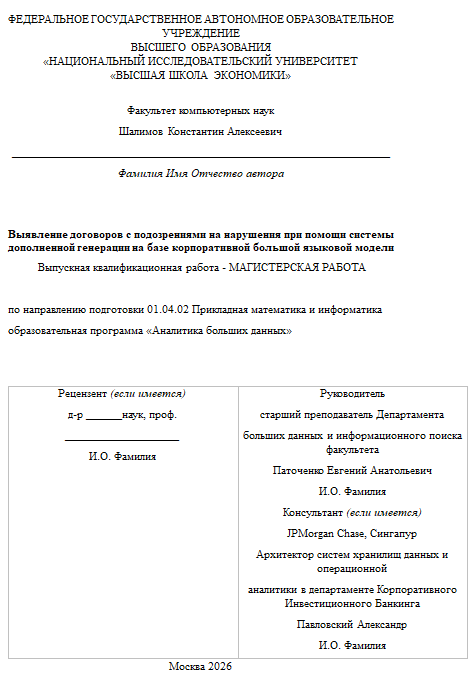 ФЕДЕРАЛЬНОЕ ГОСУДАРСТВЕННОЕ АВТОНОМНОЕ ОБРАЗОВАТЕЛЬНОЕ
УЧРЕЖДЕНИЕ
ВЫСШЕГО ОБРАЗОВАНИЯ
«НАЦИОНАЛЬНЫЙ ИССЛЕДОВАТЕЛЬСКИЙ УНИВЕРСИТЕТ
«ВЫСШАЯ ШКОЛА ЭКОНОМИКИ»
Факультет компьютерных наук
Шалимов Константин Алексеевич
Фамилия Имя Отчество автора
Выявление договоров с подозрениями на нарушения при помощи системы
дополненной генерации на базе корпоративной большой языковой модели
Выпускная квалификационная работа - МАГИСТЕРСКАЯ РАБОТА
по направлению подготовки 01.04.02 Прикладная математика и информатика
образовательная программа «Аналитика больших данных»
Рецензент (если имеется)
д-р ______наук, проф.
____________________
И.О. Фамилия
Руководитель
старший преподаватель Департамента
больших данных и информационного поиска
факультета
Паточенко Евгений Анатольевич
И.О. Фамилия
Консультант (если имеется)
JPMorgan Chase, Сингапур
Архитектор систем хранилищ данных и
операционной
аналитики в департаменте Корпоративного
Инвестиционного Банкинга
Павловский Александр
И.О. Фамилия
Москва 2026